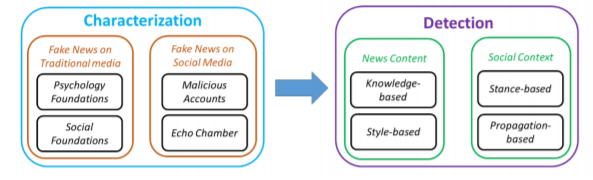 Characterization
Fake News on
Traditional media
Psychology
Foundations
Social
Foundations
Fake News on
Social Media
Malicious
Accounts
Echo Chamber
Detection
News Content
Knowledge-
based
Style-based
Social Context
Stance-based
Propagation-
based